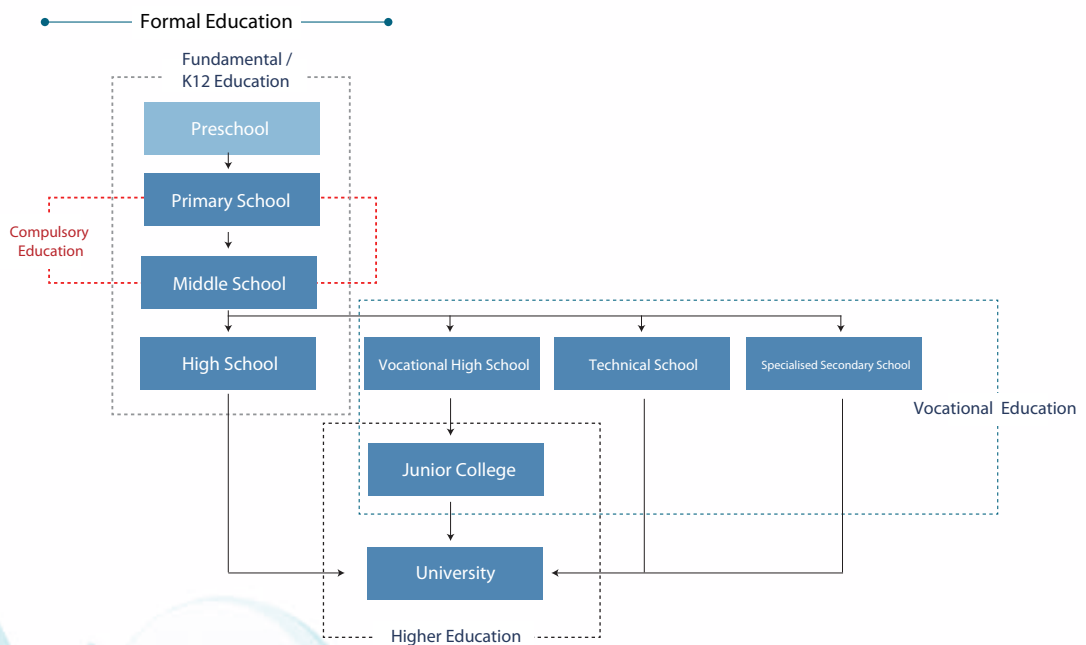 Formal Education
Fundamental /
K12 Education
Preschool
Primary School
Compulsory
Education
Middle School
High School
Vocational High School
Technical School
Specialised Secondary School
Vocational Education
Junior College
University
Higher Education